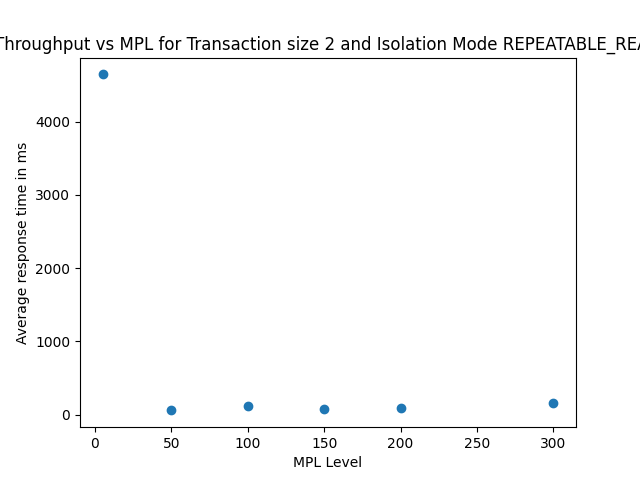 Throughput vs MPL for Transaction size 2 and Isolation Mode REPEATABLE_REA
Average response time in ms
4000
3000
2000
1000
0
0 50 100 150 200 250 300
MPL Level